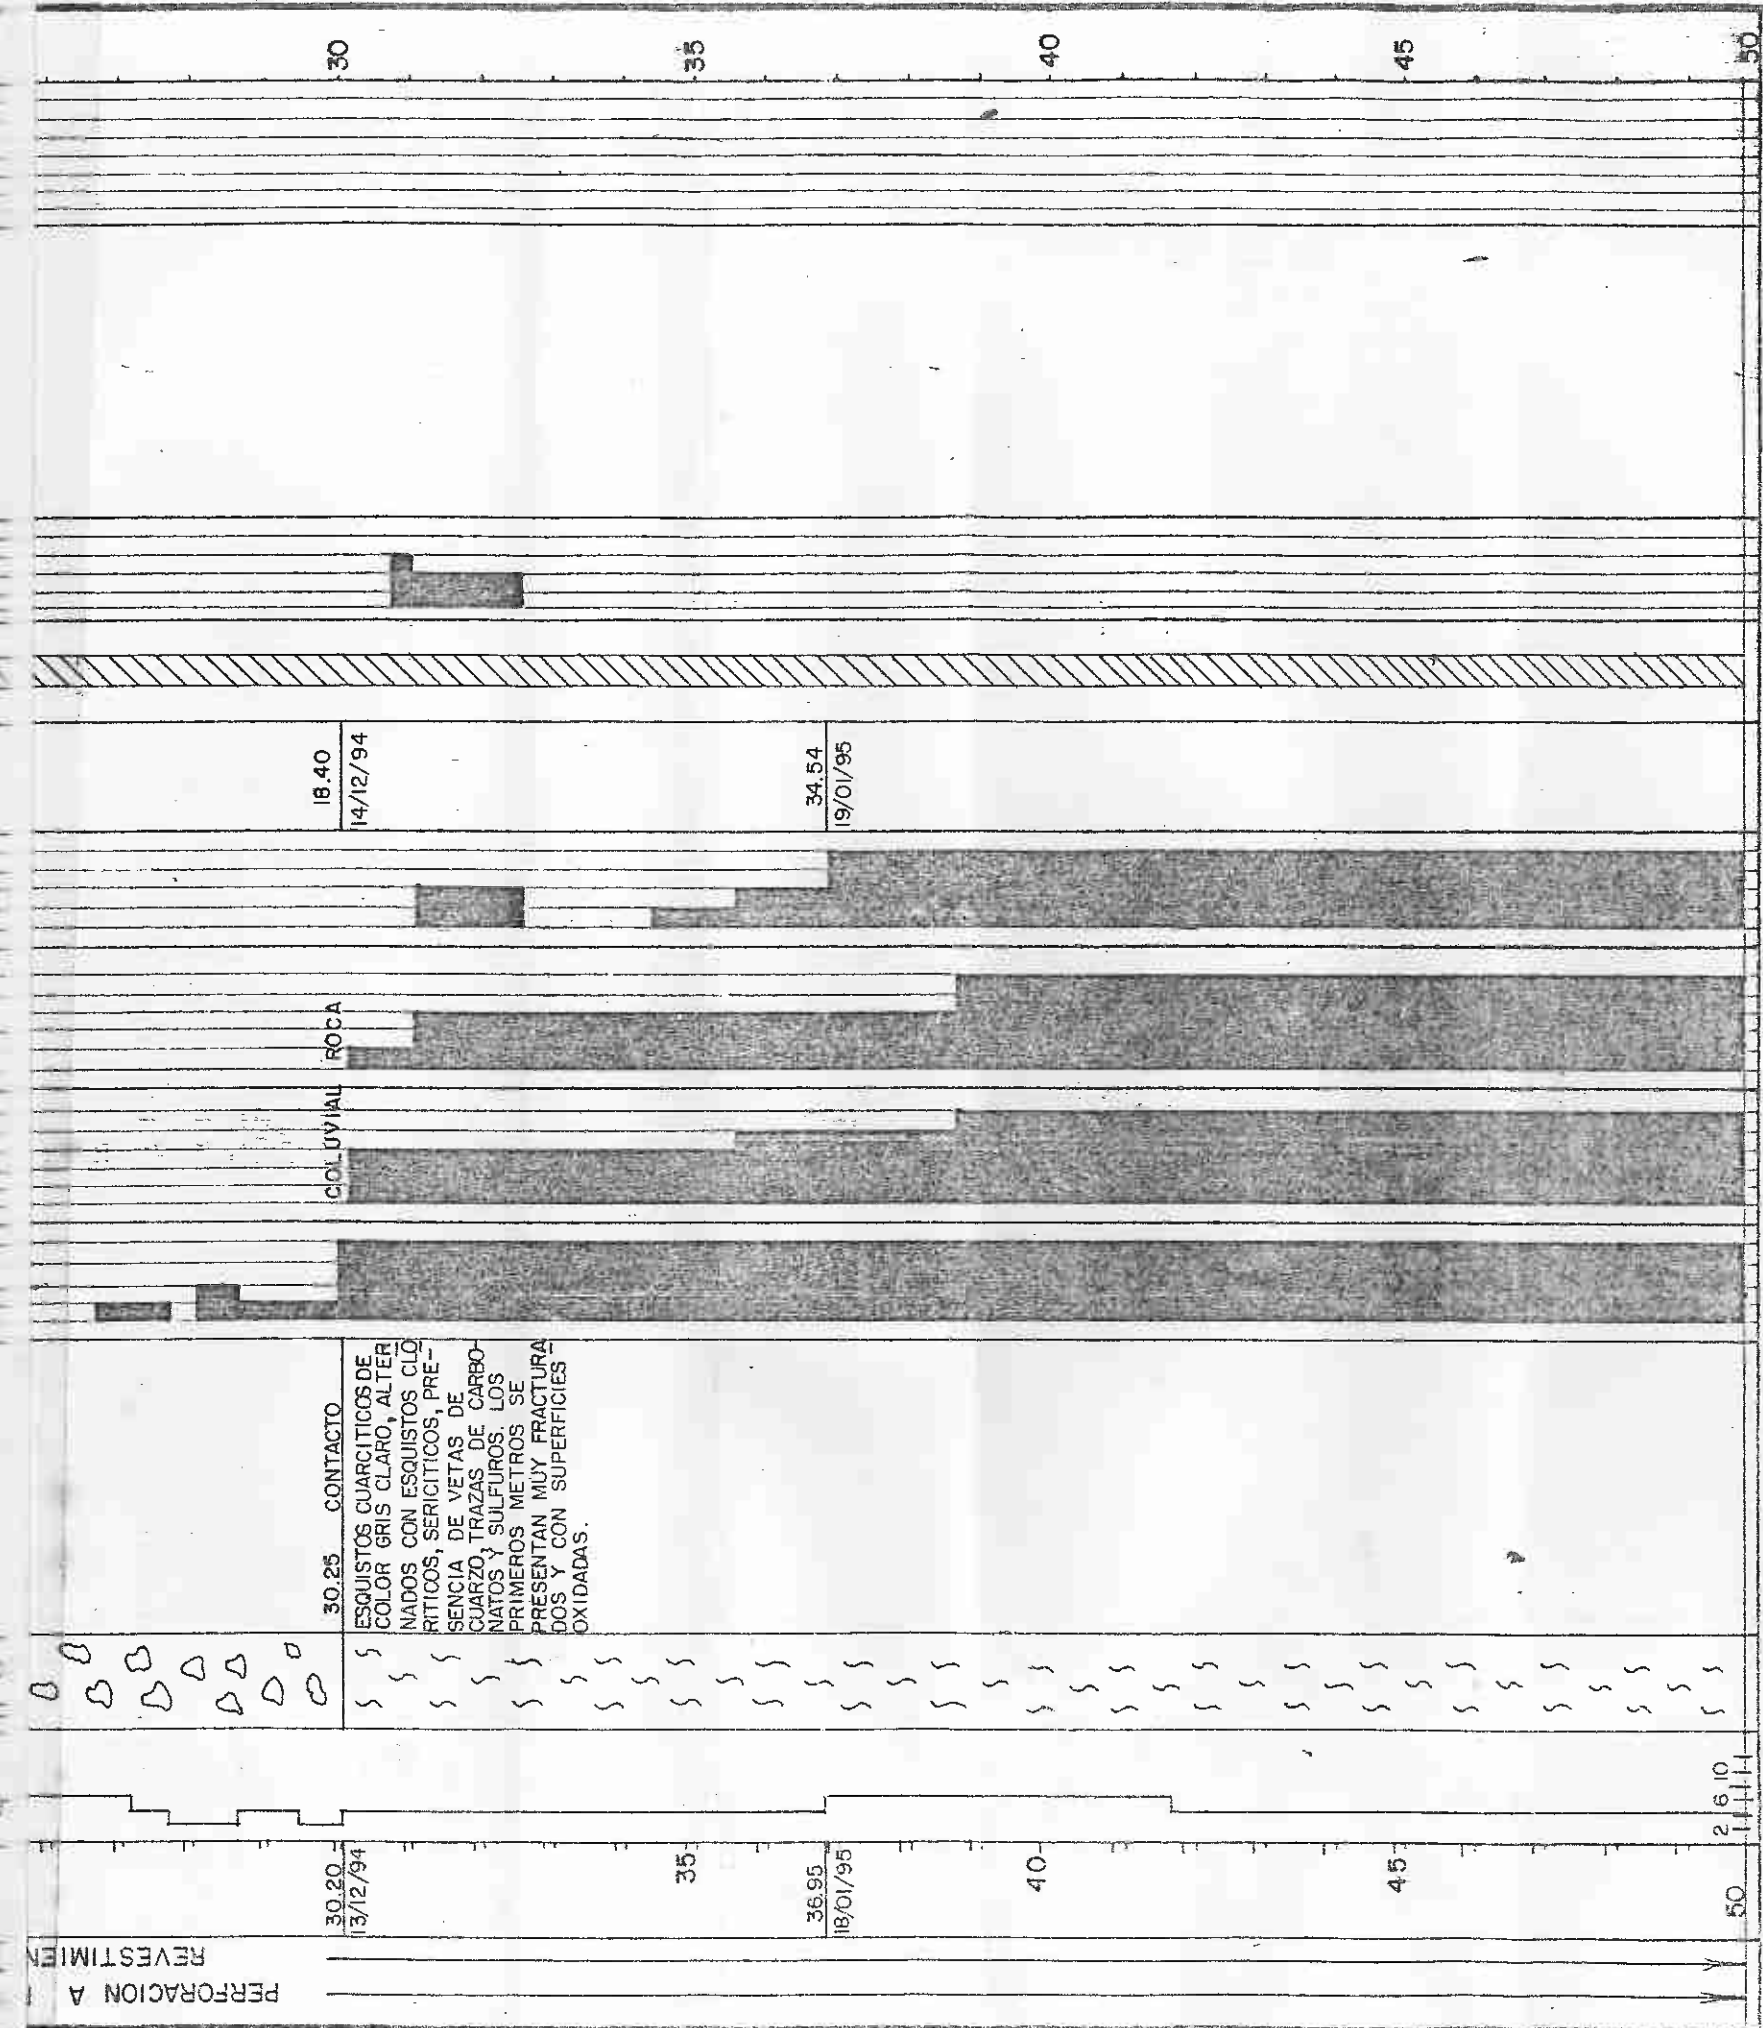 PERFORACION A
REVESTIMIEN
30.20
13/12/94
35
36.95
18/01/95
40
45
50
2 6 10
30.25 CONTACTO
ESQUISTOS CUARCITICOS DE
COLOR GRIS CLARO, ALTER
NADOS CON ESQUISTOS CLO
RITICOS, SERICITICOS, PRE-
SENCIA DE VETAS DE
CUARZO, TRAZAS DE CARBO-
NATOS Y SULFUROS. LOS
PRIMEROS METROS SE
PRESENTAN MUY FRACTURA
DOS Y CON SUPERFICIES
OXIDADAS.
COLUVIAL ROCA
18.40
14/12/94
34.54
19/01/95
30
35
40
45
50